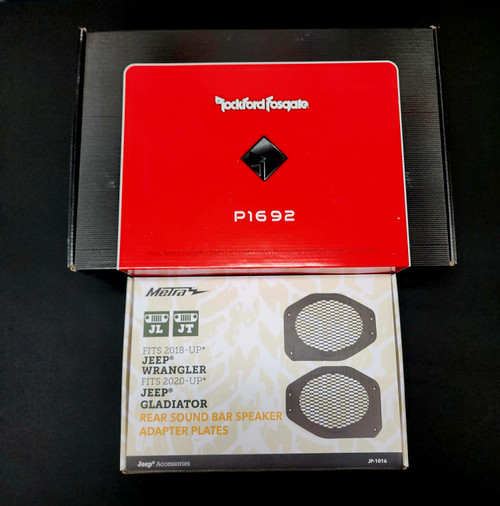 Rockford Fosgate
P1692
Metra
JL JT
FITS 2018-UP*
JEEP®
WRANGLER
FITS 2020-UP*
JEEP®
GLADIATOR
REAR SOUND BAR SPEAKER
ADAPTER PLATES
Jeep® Accessories JP-1016